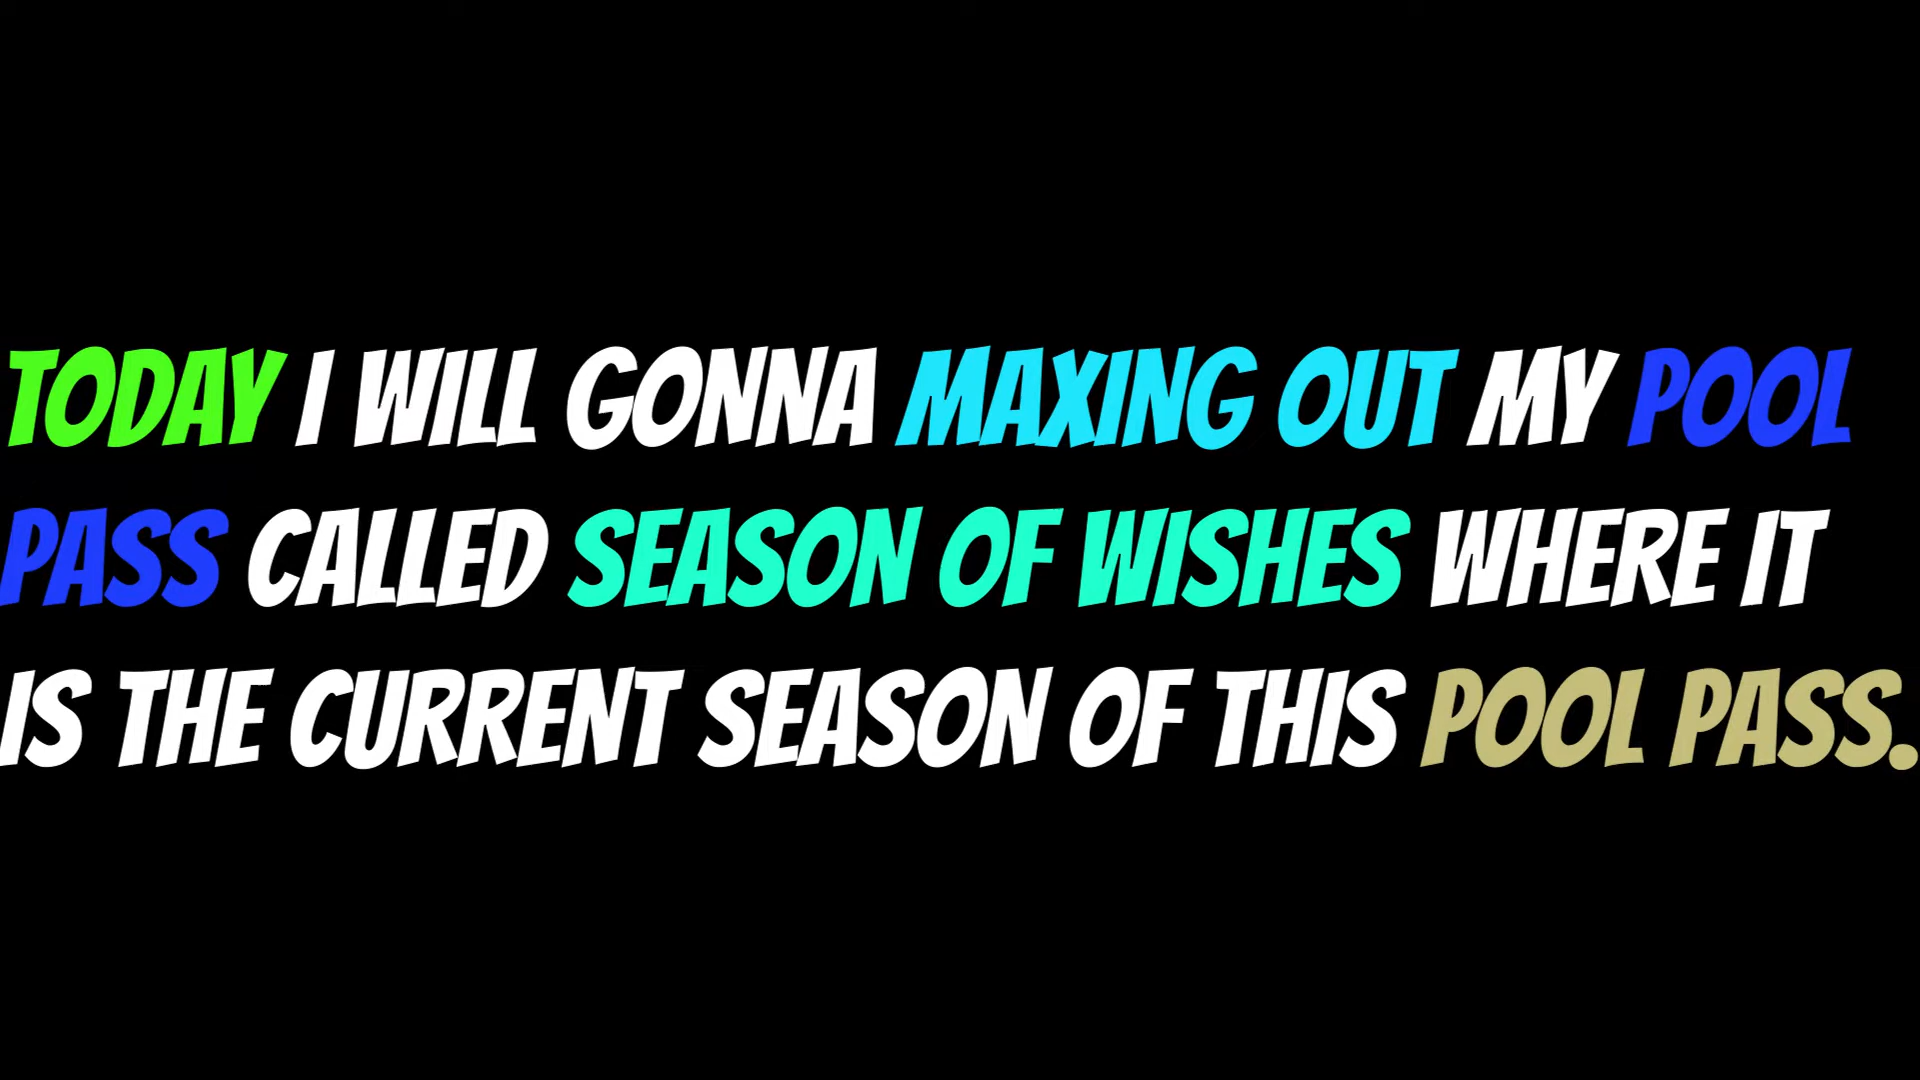 TODAY I WILL GONNA MAXING OUT MY POOL
PASS CALLED SEASON OF WISHES WHERE IT
IS THE CURRENT SEASON OF THIS POOL PASS.